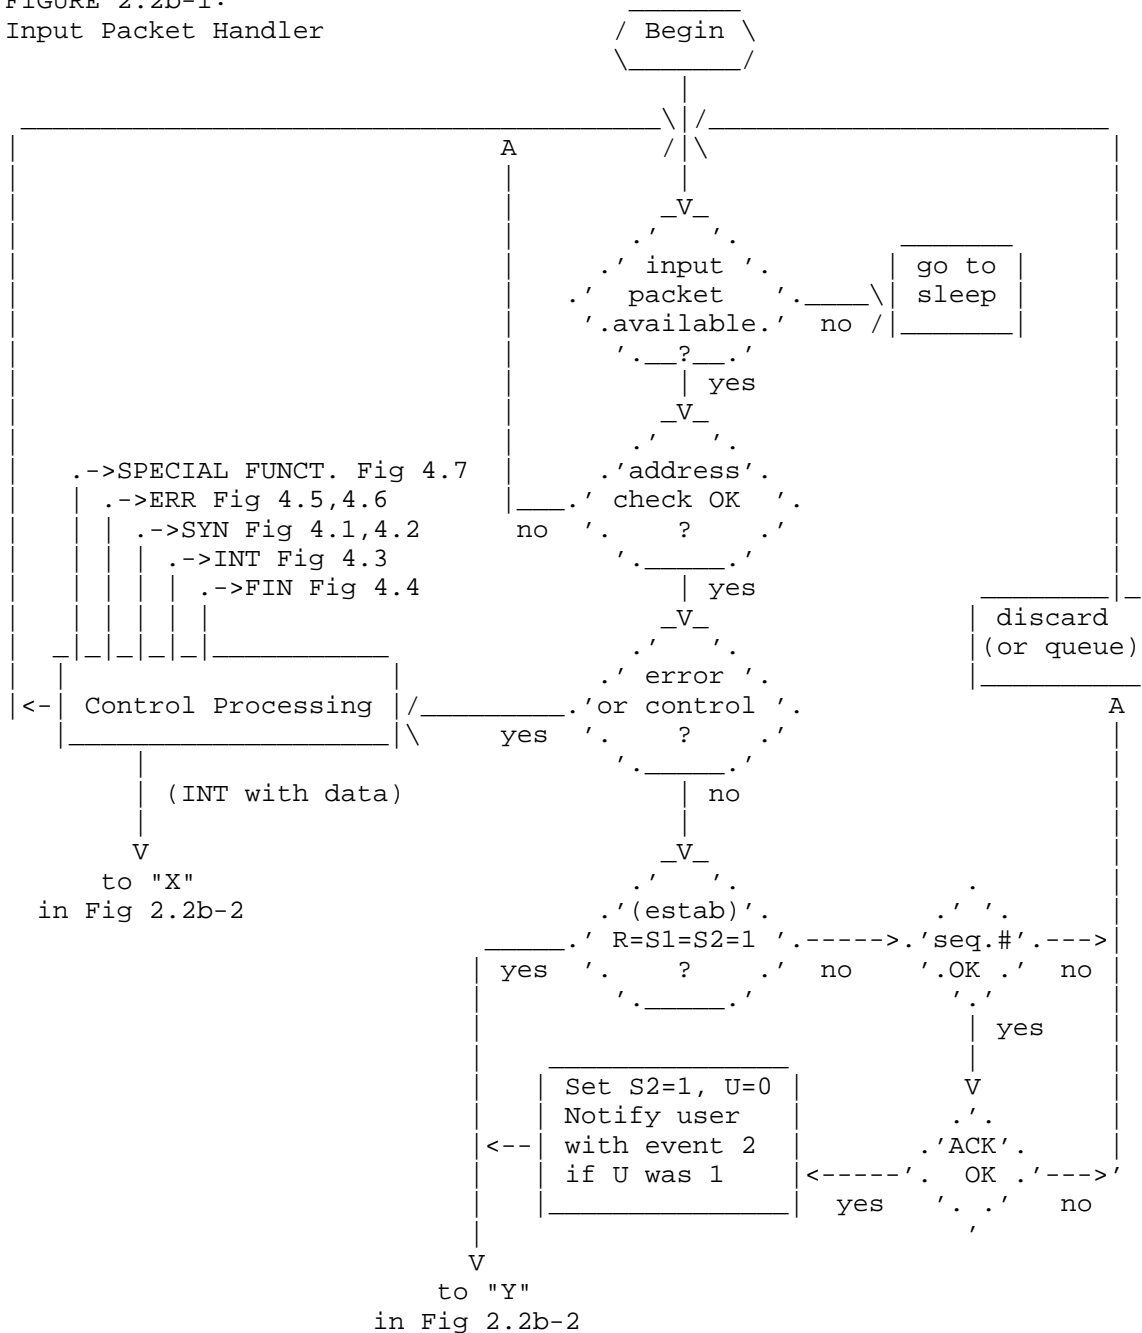 FIGURE 2.2b-1:
Input Packet Handler
Begin
A
input
packet
available
?
no
go to
sleep
yes
V
address
check OK
?
no
yes
V
SPECIAL FUNCT. Fig 4.7
ERR Fig 4.5,4.6
SYN Fig 4.1,4.2
INT Fig 4.3
FIN Fig 4.4
discard
(or queue)
A
error
or control
?
yes
no
Control Processing
(INT with data)
V
to "X"
in Fig 2.2b-2
V
(estab)
R=S1=S2=1
?
yes
no
seq.#
OK
no
yes
V
Set S2=1, U=0
Notify user
with event 2
if U was 1
ACK
OK
yes
no
V
to "Y"
in Fig 2.2b-2